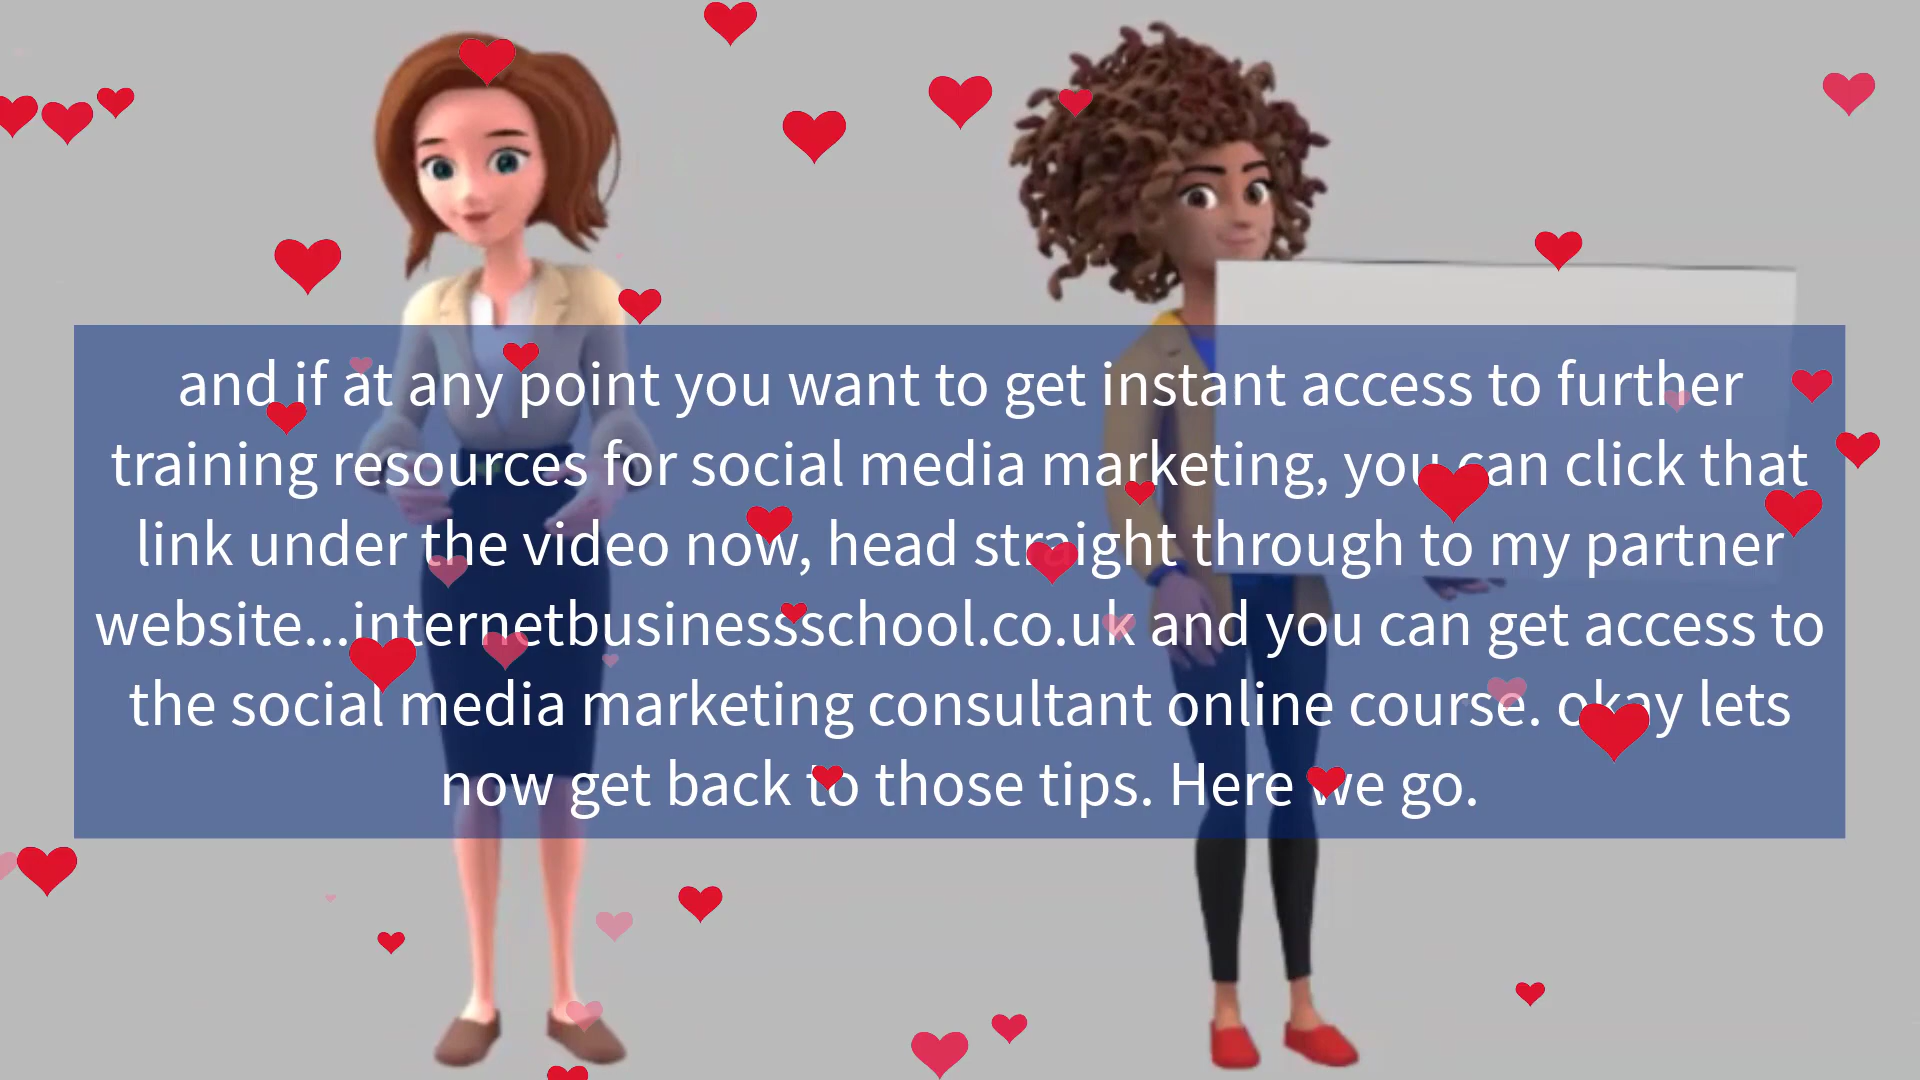 and if at any point you want to get instant access to further
training resources for social media marketing, you can click that
link under the video now, head straight through to my partner
website...internetbusinessschool.co.uk and you can get access to
the social media marketing consultant online course. okay lets
now get back to those tips. Here we go.